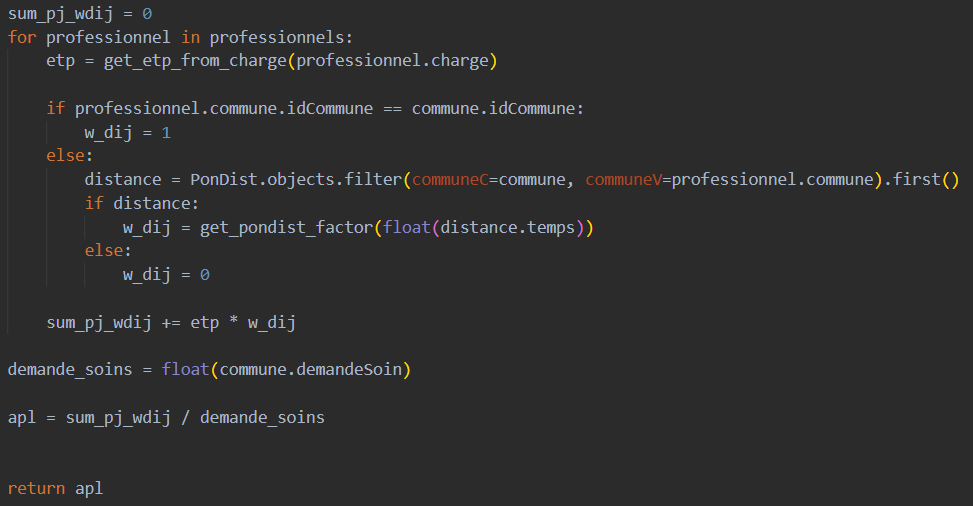 sum_pj_wdij = 0
for professionnel in professionnels:
    etp = get_etp_from_charge(professionnel.charge)

    if professionnel.commune.idCommune == commune.idCommune:
        w_dij = 1
    else:
        distance = PonDist.objects.filter(communeC=commune, communeV=professionnel.commune).first()
        if distance:
            w_dij = get_pondist_factor(float(distance.temps))
        else:
            w_dij = 0

    sum_pj_wdij += etp * w_dij

demande_soins = float(commune.demandeSoin)

apl = sum_pj_wdij / demande_soins


return apl